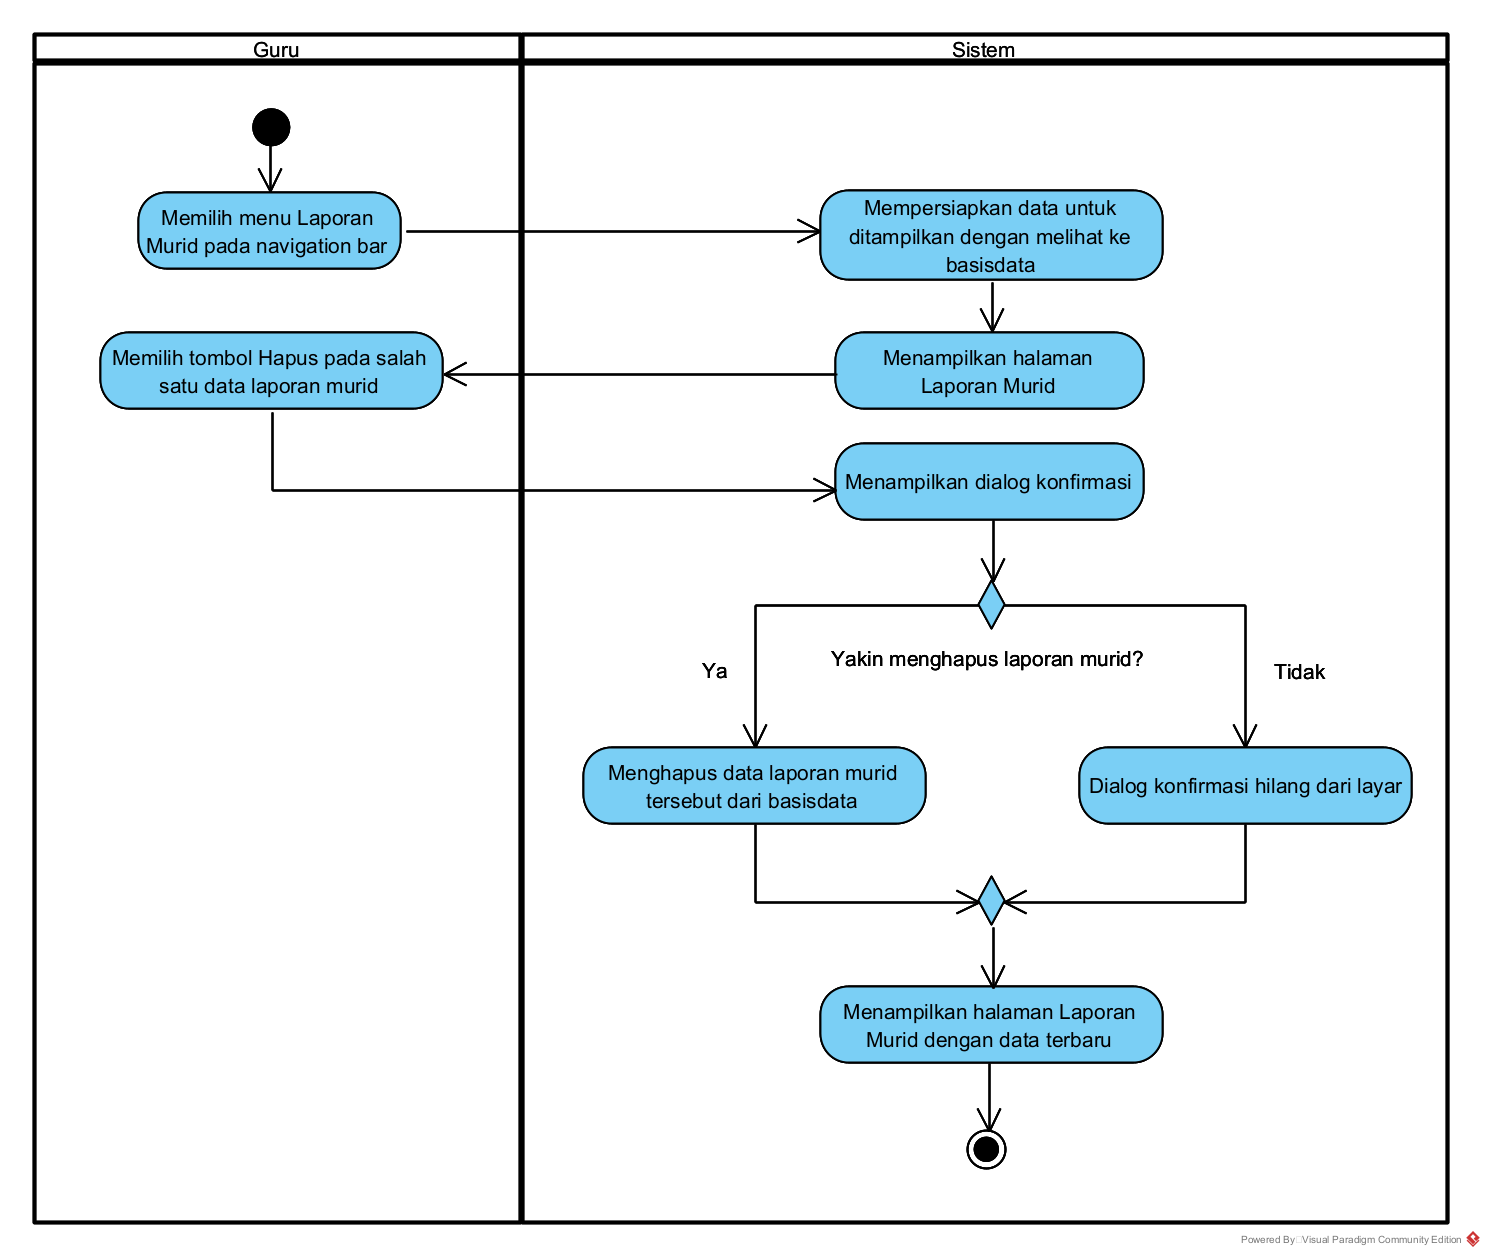 Guru
Sistem
Memilih menu Laporan
Murid pada navigation bar
Mempersiapkan data untuk
ditampilkan dengan melihat ke
basisdata
Memilih tombol Hapus pada salah
satu data laporan murid
Menampilkan halaman
Laporan Murid
Menampilkan dialog konfirmasi
Yakin menghapus laporan murid?
Ya
Tidak
Menghapus data laporan murid
tersebut dari basisdata
Dialog konfirmasi hilang dari layar
Menampilkan halaman Laporan
Murid dengan data terbaru
Powered By Visual Paradigm Community Edition